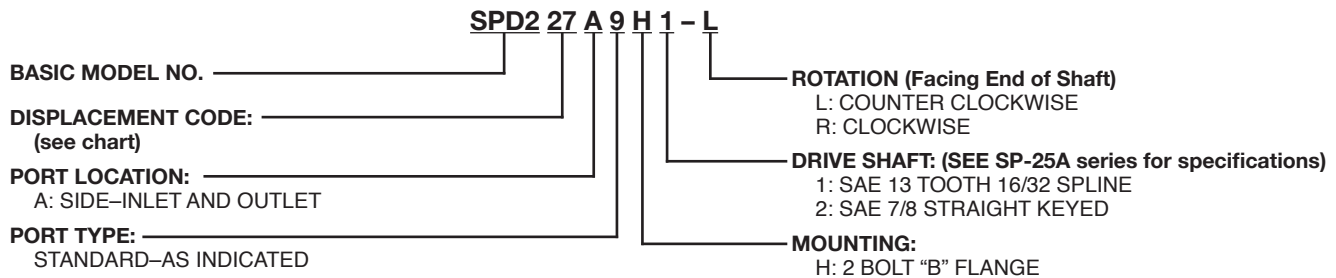 SPD2 27 A 9 H 1 – L
BASIC MODEL NO.
DISPLACEMENT CODE:
(see chart)
PORT LOCATION:
A: SIDE–INLET AND OUTLET
PORT TYPE:
STANDARD–AS INDICATED
ROTATION (Facing End of Shaft)
L: COUNTER CLOCKWISE
R: CLOCKWISE
DRIVE SHAFT: (SEE SP-25A series for specifications)
1: SAE 13 TOOTH 16/32 SPLINE
2: SAE 7/8 STRAIGHT KEYED
MOUNTING:
H: 2 BOLT “B” FLANGE